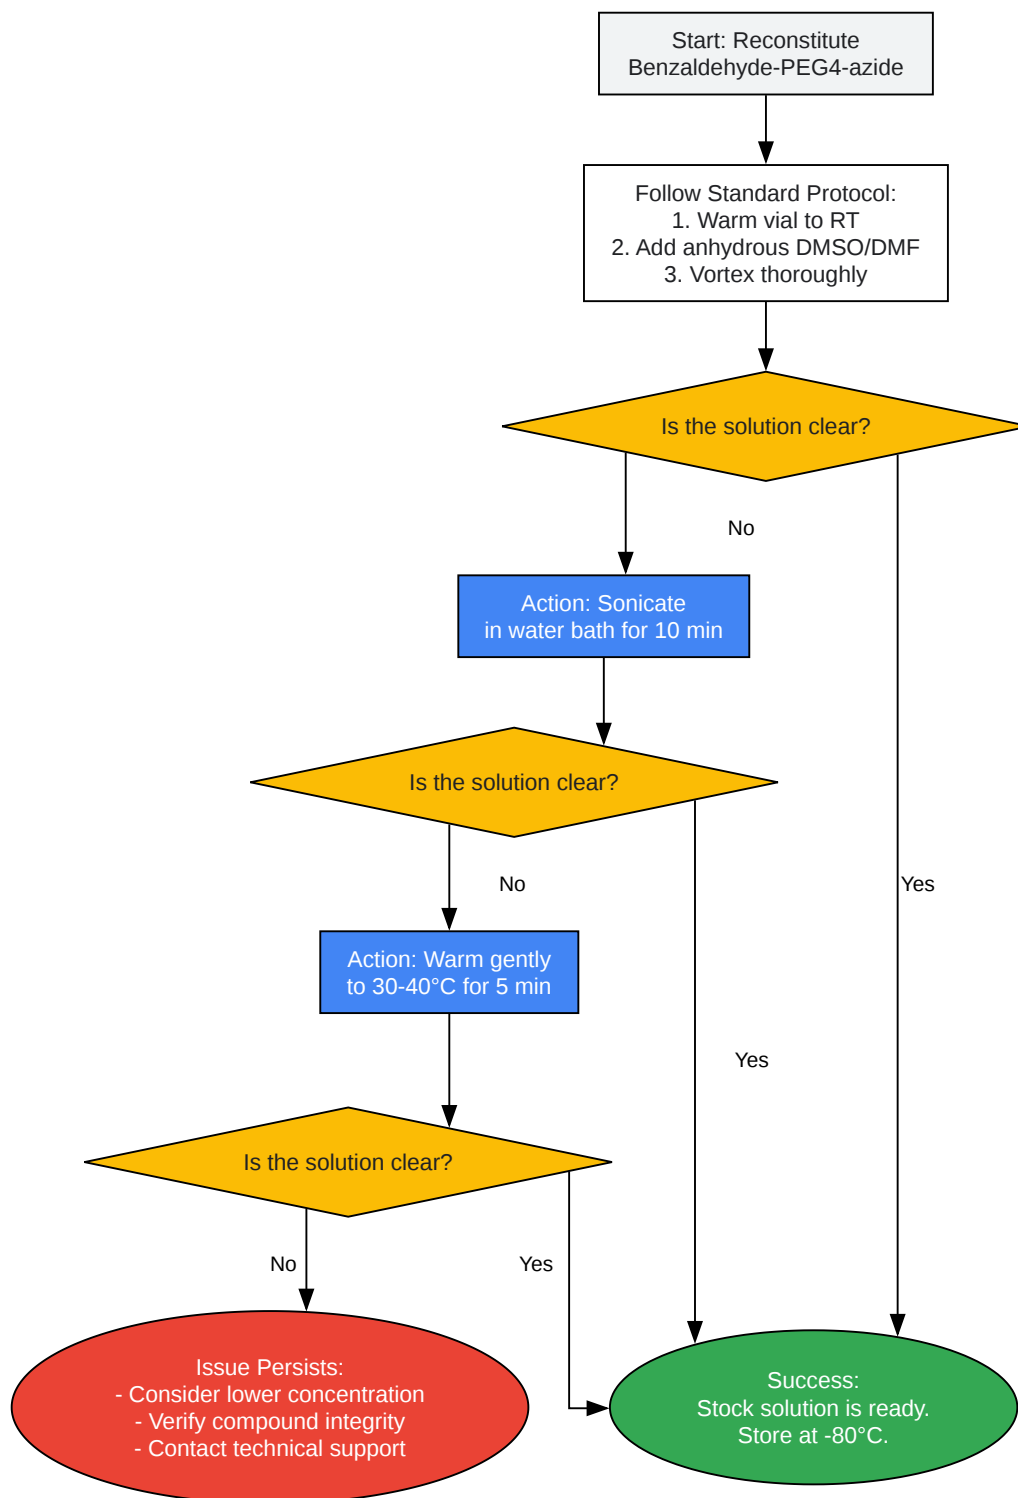 Start: Reconstitute
Benzaldehyde-PEG4-azide
Follow Standard Protocol:
1. Warm vial to RT
2. Add anhydrous DMSO/DMF
3. Vortex thoroughly
Is the solution clear?
No
Action: Sonicate
in water bath for 10 min
Is the solution clear?
No
Yes
Action: Warm gently
to 30-40°C for 5 min
Yes
Is the solution clear?
No
Yes
Issue Persists:
- Consider lower concentration
- Verify compound integrity
- Contact technical support
Success:
Stock solution is ready.
Store at -80°C.